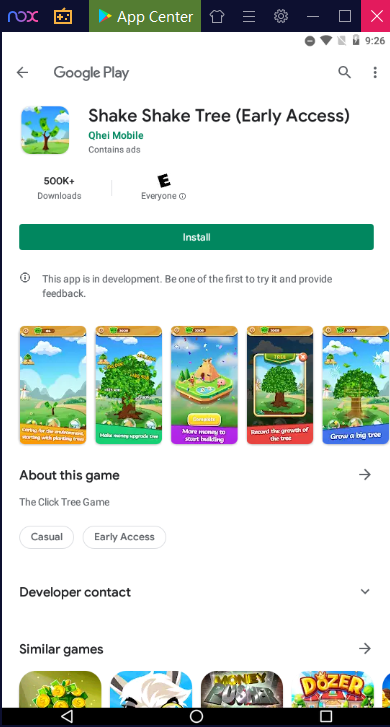 nox App Center
9:26
Google Play
Shake Shake Tree (Early Access)
Qhei Mobile
Contains ads
500K+
Downloads
E
Everyone
Install
This app is in development. Be one of the first to try it and provide
feedback.
Caring for the environment,
starting with planting trees
Make money upgrade tree
More money to
start building
Record the growth of
the tree
Grow a big tree
About this game
The Click Tree Game
Casual
Early Access
Developer contact
Similar games
MONEY
DOZER